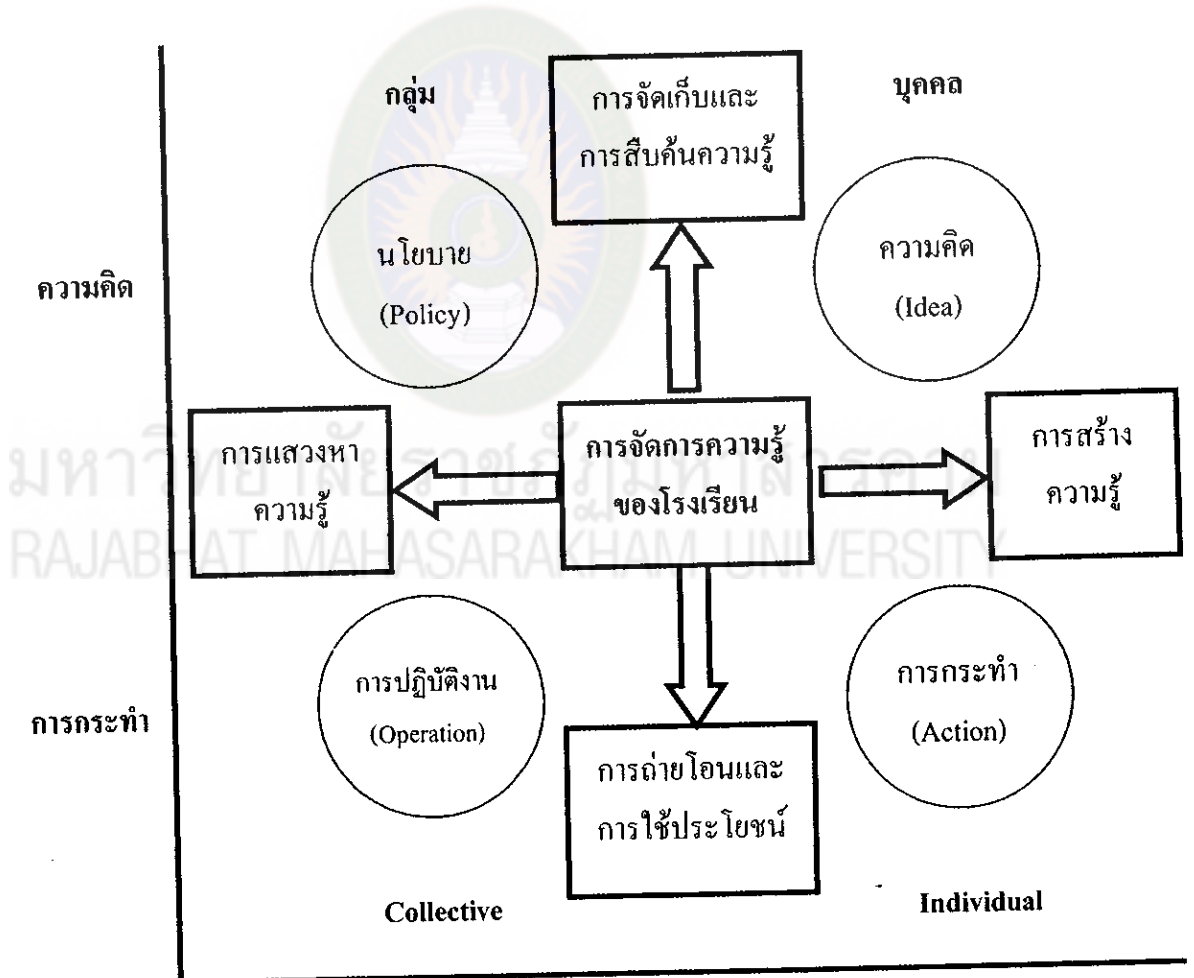 กลุ่ม
การจัดเก็บและ
การสืบค้นความรู้
บุคคล
ความคิด
นโยบาย
(Policy)
ความคิด
(Idea)
การแสวงหา
ความรู้
การจัดการความรู้
ของโรงเรียน
การสร้าง
ความรู้
มหาวิทยาลัยราชภัฏมหาสารคาม
RAJABHAT MAHASARAKHAM UNIVERSITY
การกระทำ
การปฏิบัติงาน
(Operation)
การถ่ายโอนและ
การใช้ประโยชน์
การกระทำ
(Action)
Collective
Individual